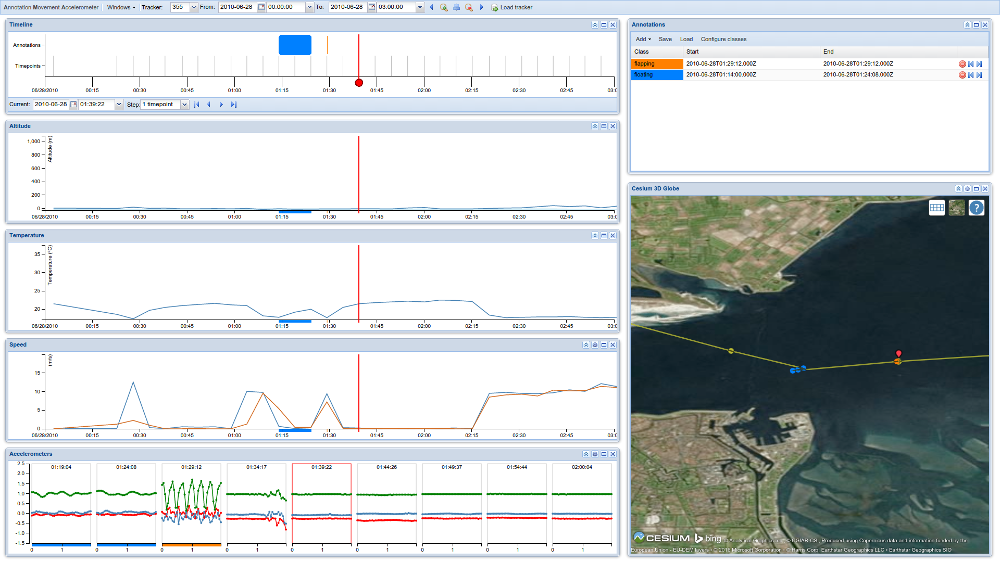 Annotation Movement Accelerometer Windows Tracker: 355 From: 2010-06-28 00:00:00 To: 2010-06-28 03:00:00 Load tracker
Timeline
Annotations
Timepoints
06/28/2010 00:15 00:30 00:45 01:00 01:15 01:30 01:45 02:00 02:15 02:30 02:45 03:0
Current: 2010-06-28 01:39:22 Step: 1 timepoint
Altitude
Altitude (m)
1,000
800
600
400
200
0
06/28/2010 00:15 00:30 00:45 01:00 01:15 01:30 01:45 02:00 02:15 02:30 02:45 03:0
Temperature
Temperature (°C)
35
30
25
20
06/28/2010 00:15 00:30 00:45 01:00 01:15 01:30 01:45 02:00 02:15 02:30 02:45 03:0
Speed
(m/s)
15
10
5
0
06/28/2010 00:15 00:30 00:45 01:00 01:15 01:30 01:45 02:00 02:15 02:30 02:45 03:0
Accelerometers
01:19:04 01:24:08 01:29:12 01:34:17 01:39:22 01:44:26 01:49:37 01:54:44 02:00:04
2.5
2.0
1.5
1.0
0.5
0.0
-0.5
-1.0
-1.5
0 1 0 1 0 1 0 1 0 1 0 1 0 1 0 1 0 1
Annotations
Add Save Load Configure classes
Class Start End
flapping 2010-06-28T01:29:12.000Z 2010-06-28T01:29:12.000Z
floating 2010-06-28T01:14:00.000Z 2010-06-28T01:24:08.000Z
Cesium 3D Globe
?
CESIUM bing © Analytical Graphics Inc., © CGIAR-CSI, Produced using Copernicus data and information funded by the
European Union - EU-DEM layers • © 2016 Microsoft Corporation • © Harris Corp, Earthstar Geographics LLC • Earthstar Geographics SIO